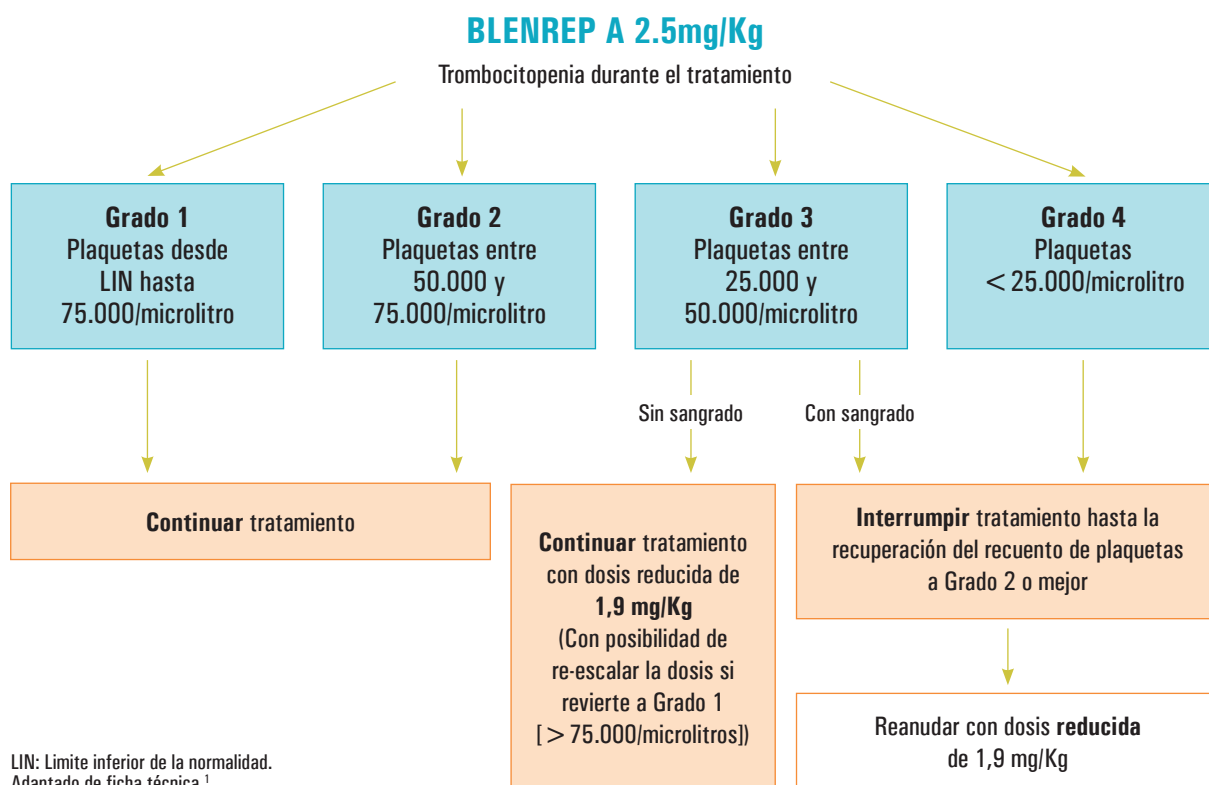 BLENREP A 2.5mg/Kg
Trombocitopenia durante el tratamiento
Grado 1
Plaquetas desde
LIN hasta
75.000/microlitro
Grado 2
Plaquetas entre
50.000 y
75.000/microlitro
Grado 3
Plaquetas entre
25.000 y
50.000/microlitro
Grado 4
Plaquetas
< 25.000/microlitro
Sin sangrado
Con sangrado
Continuar tratamiento
Continuar tratamiento
con dosis reducida de
1,9 mg/Kg
(Con posibilidad de
re-escalar la dosis si
revierte a Grado 1
[ > 75.000/microlitros])
Interrumpir tratamiento hasta la
recuperación del recuento de plaquetas
a Grado 2 o mejor
Reanudar con dosis reducida
de 1,9 mg/Kg
LIN: Limite inferior de la normalidad.
Adaptado de ficha técnica.¹